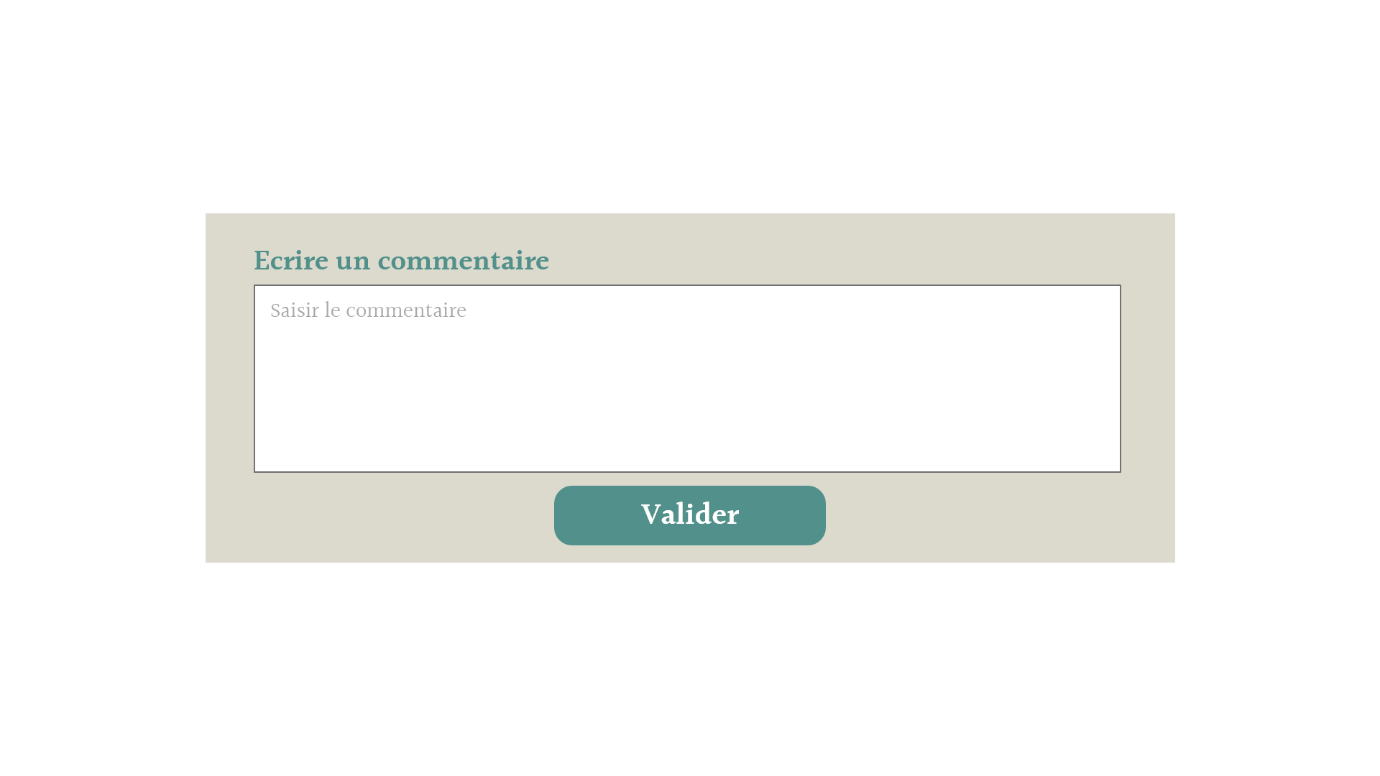 Ecrire un commentaire
Saisir le commentaire
Valider